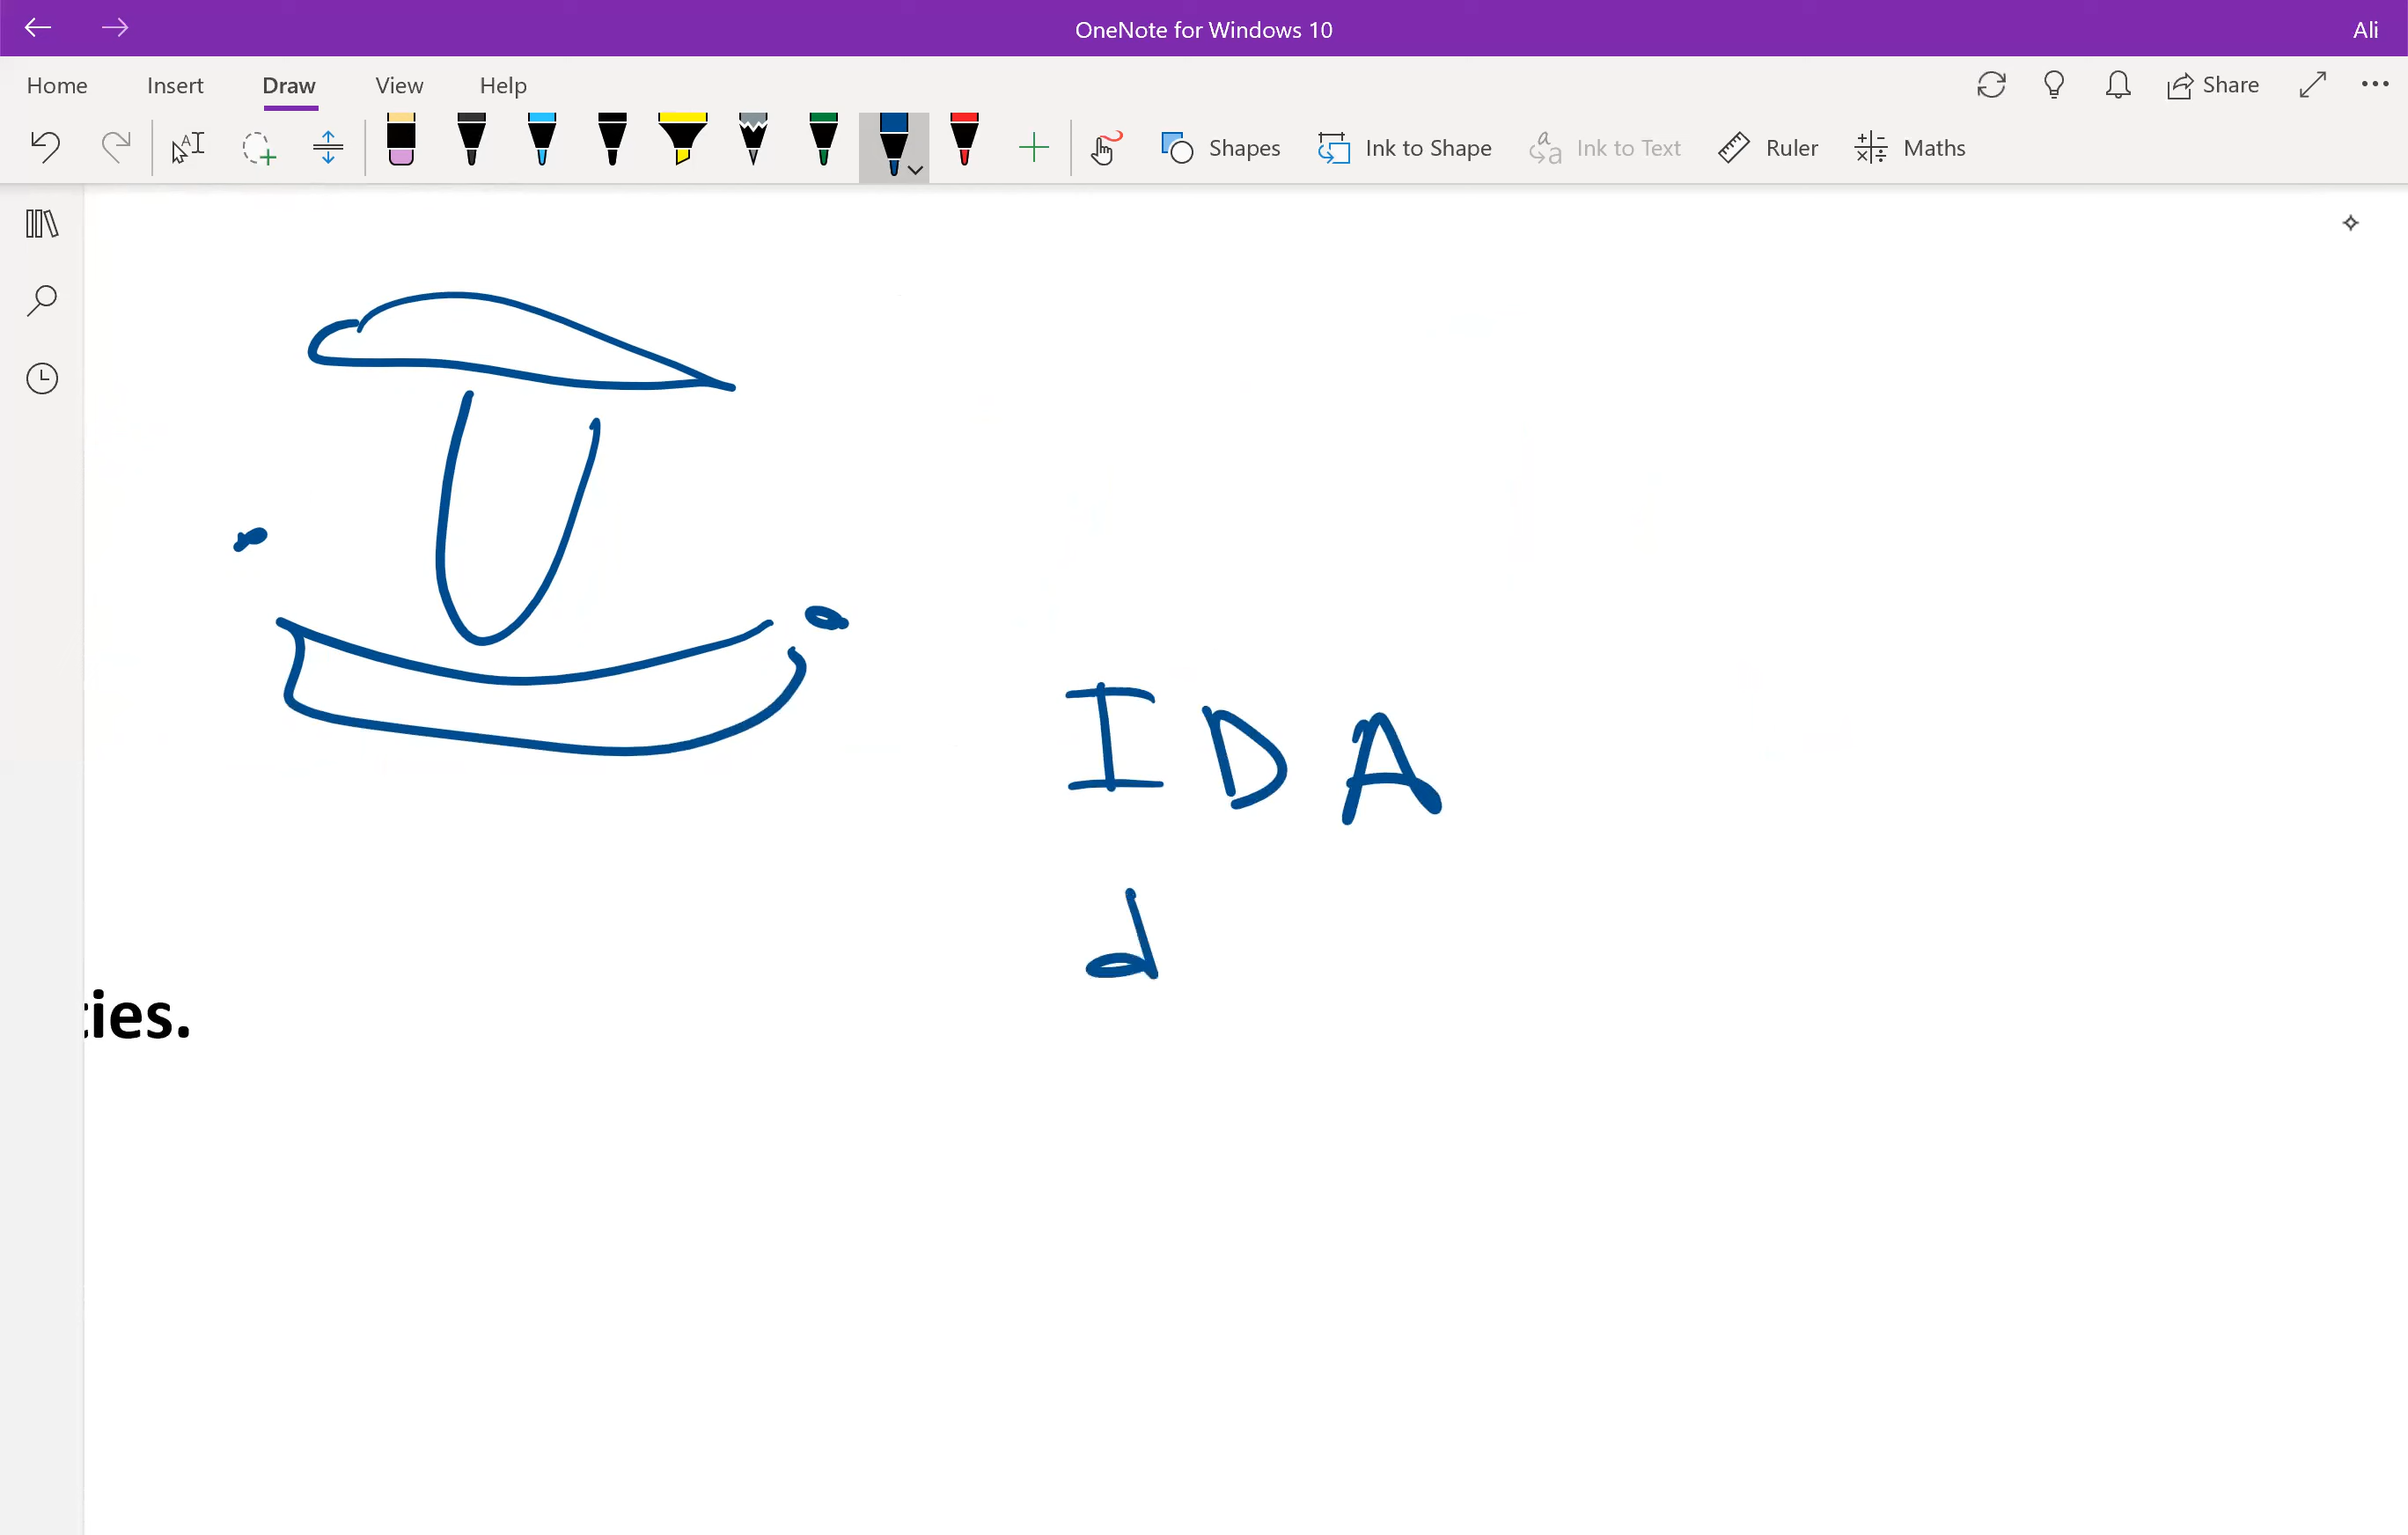 OneNote for Windows 10 Ali
Home Insert Draw View Help Share
Shapes Ink to Shape Ink to Text Ruler Maths
IDA
d
ties.